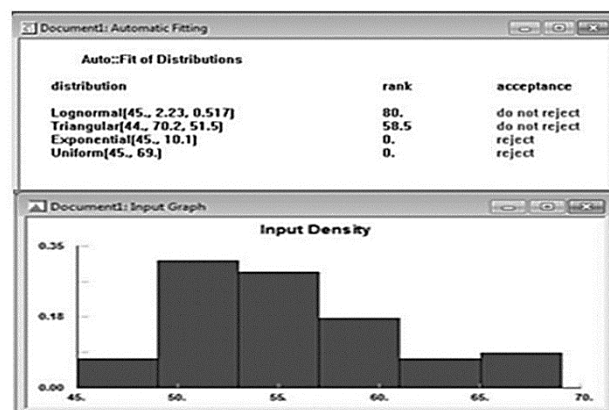 Document1: Automatic Fitting
Auto::Fit of Distributions
distribution rank acceptance
Lognormal[45., 2.23, 0.517] 80. do not reject
Triangular[44., 70.2, 51.5] 58.5 do not reject
Exponential[45., 10.1] 0. reject
Uniform[45., 69.] 0. reject
Document1: Input Graph
Input Density
0.35
0.18
0.00
45. 50. 55. 60. 65. 70.